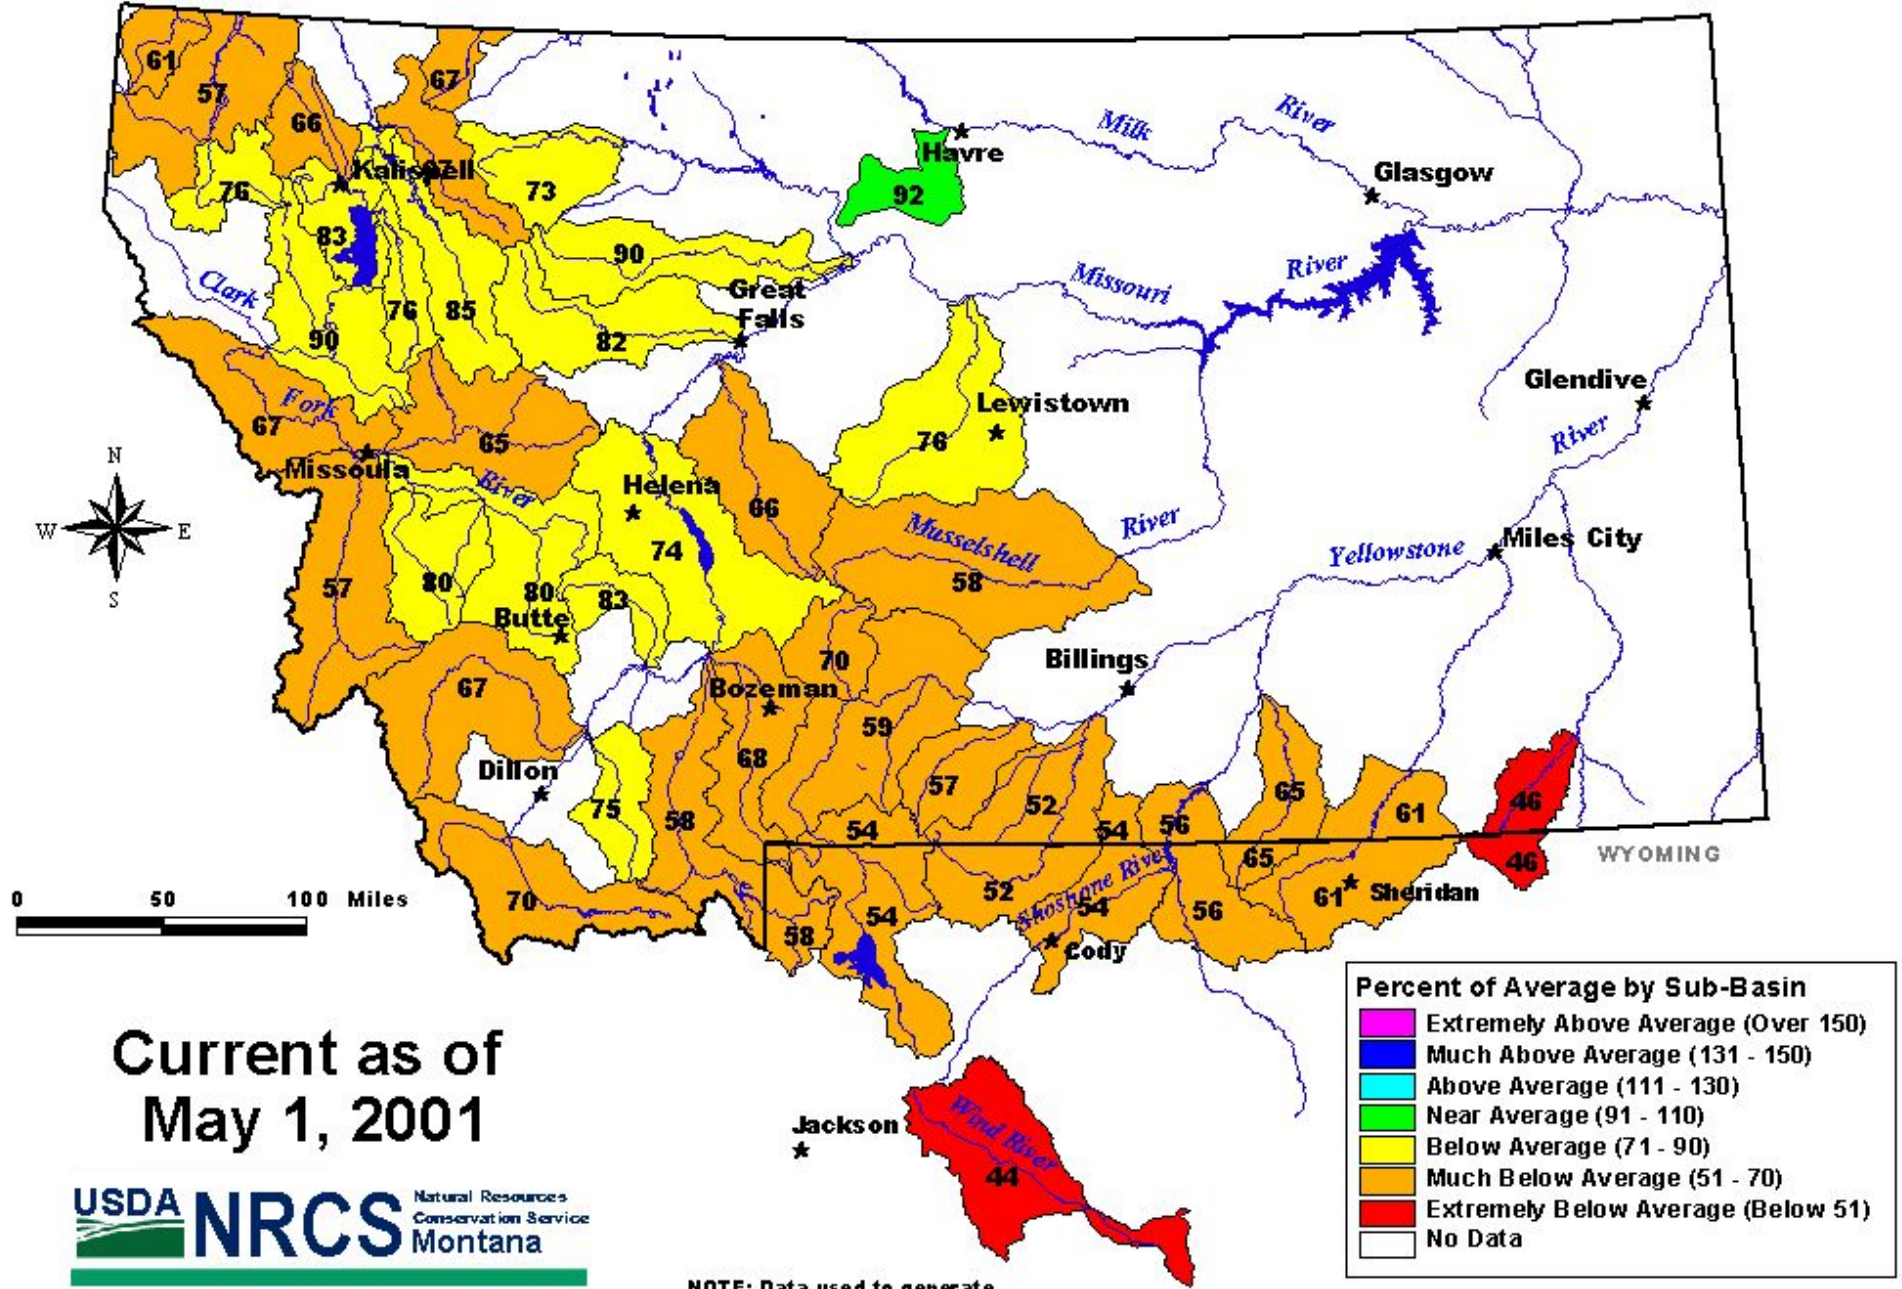 61
57
67
66
Kalispell
67
76
73
83
90
76
85
90
82
Great
Falls
Havre
92
Milk
River
Glasgow
Missouri
River
Clark
Fork
67
Missoula
65
River
Helena
74
66
Lewistown
76
Glendive
River
Musselshell
River
58
Yellowstone
Miles City
57
80
80
83
Butte
67
70
Bozeman
Billings
59
68
Dillon
75
58
57
52
54
54
56
65
61
46
46
WYOMING
65
61
Sheridan
52
Shoshone River
54
56
Cody
70
58
54
N
W
E
S
0 50 100 Miles
Current as of
May 1, 2001
USDA
NRCS
Natural Resources
Conservation Service
Montana
Jackson
Wind River
44
NOTE: Data used to generate
Percent of Average by Sub-Basin
Extremely Above Average (Over 150)
Much Above Average (131 - 150)
Above Average (111 - 130)
Near Average (91 - 110)
Below Average (71 - 90)
Much Below Average (51 - 70)
Extremely Below Average (Below 51)
No Data